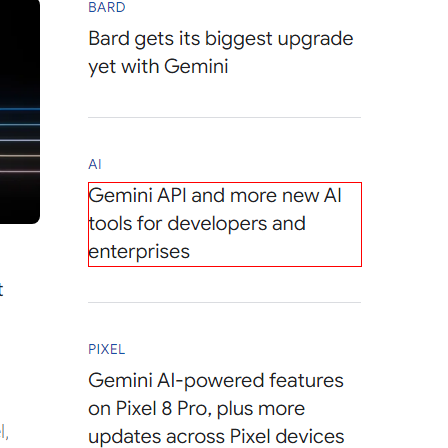 BARD
Bard gets its biggest upgrade
yet with Gemini
AI
Gemini API and more new AI
tools for developers and
enterprises
PIXEL
Gemini AI-powered features
on Pixel 8 Pro, plus more
updates across Pixel devices